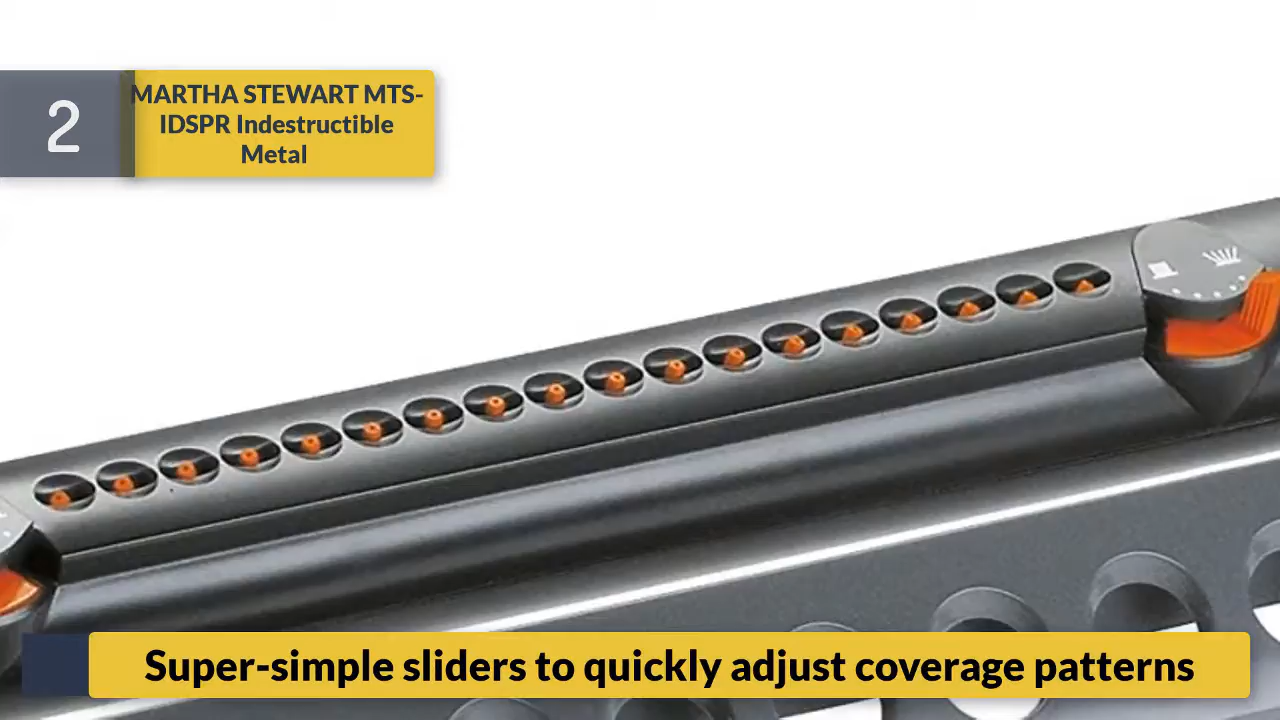 2
MARTHA STEWART MTS-
IDSPR Indestructible
Metal
Super-simple sliders to quickly adjust coverage patterns